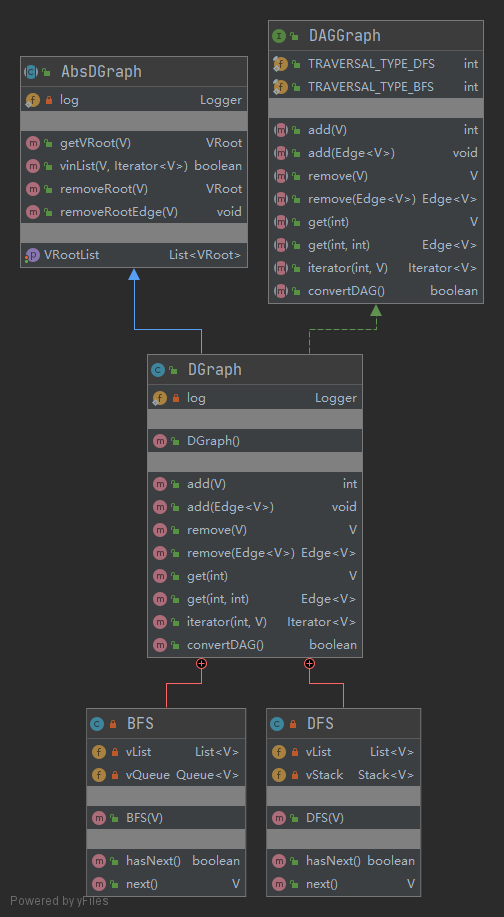 DAGGraph
TRAVERSAL_TYPE_DFS int
TRAVERSAL_TYPE_BFS int
add(V) int
add(Edge<V>) void
remove(V) V
remove(Edge<V>) Edge<V>
get(int) V
get(int, int) Edge<V>
iterator(int, V) Iterator<V>
convertDAG() boolean
AbsDGraph
log Logger
getVRoot(V) VRoot
vinList(V, Iterator<V>) boolean
removeRoot(V) VRoot
removeRootEdge(V) void
VRootList List<VRoot>
DGraph
log Logger
DGraph()
add(V) int
add(Edge<V>) void
remove(V) V
remove(Edge<V>) Edge<V>
get(int) V
get(int, int) Edge<V>
iterator(int, V) Iterator<V>
convertDAG() boolean
BFS
vList List<V>
vQueue Queue<V>
BFS(V)
hasNext() boolean
next() V
DFS
vList List<V>
vStack Stack<V>
DFS(V)
hasNext() boolean
next() V
Powered by yFiles